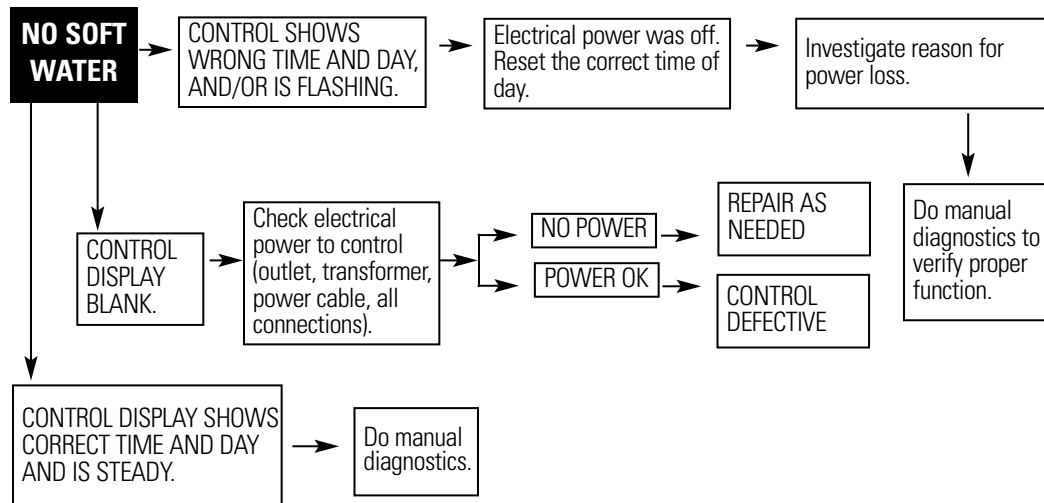 NO SOFT
WATER
CONTROL SHOWS
WRONG TIME AND DAY,
AND/OR IS FLASHING.
Electrical power was off.
Reset the correct time of
day.
Investigate reason for
power loss.
Do manual
diagnostics to
verify proper
function.
CONTROL
DISPLAY
BLANK.
Check electrical
power to control
(outlet, transformer,
power cable, all
connections).
NO POWER
REPAIR AS
NEEDED
POWER OK
CONTROL
DEFECTIVE
CONTROL DISPLAY SHOWS
CORRECT TIME AND DAY
AND IS STEADY.
Do manual
diagnostics.